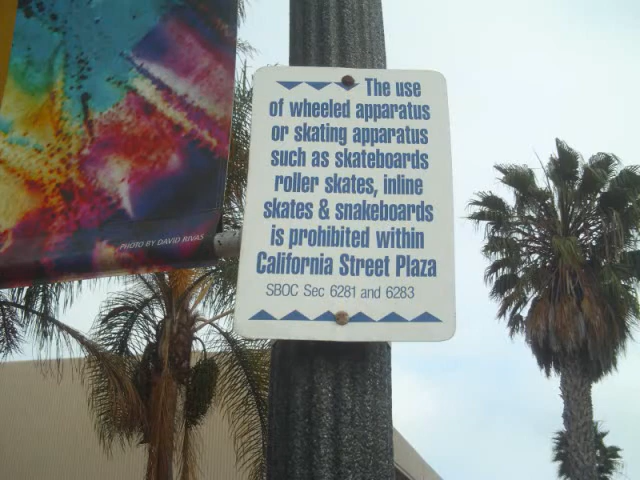 The use
of wheeled apparatus
or skating apparatus
such as skateboards
roller skates, inline
skates & snakeboards
is prohibited within
California Street Plaza
SBOC Sec 6281 and 6283
PHOTO BY DAVID RIVAS